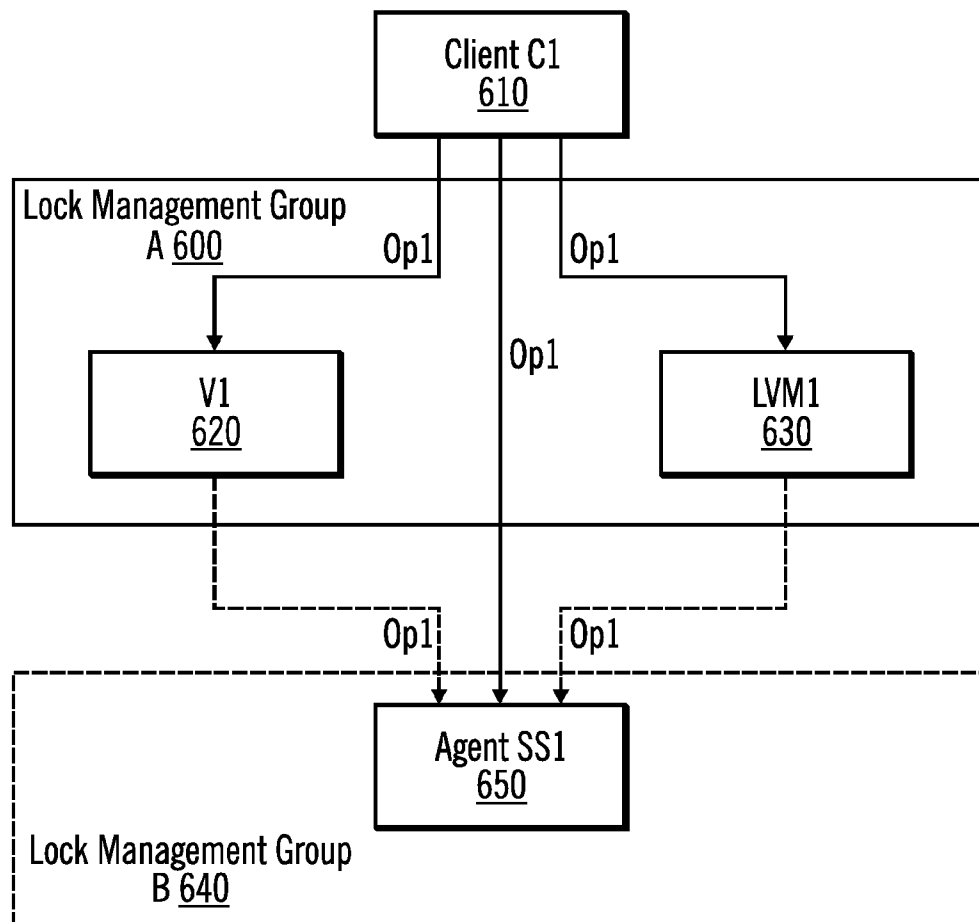 Client C1
610
Lock Management Group
A 600
Op1
Op1
Op1
V1
620
LVM1
630
Op1
Op1
Agent SS1
650
Lock Management Group
B 640